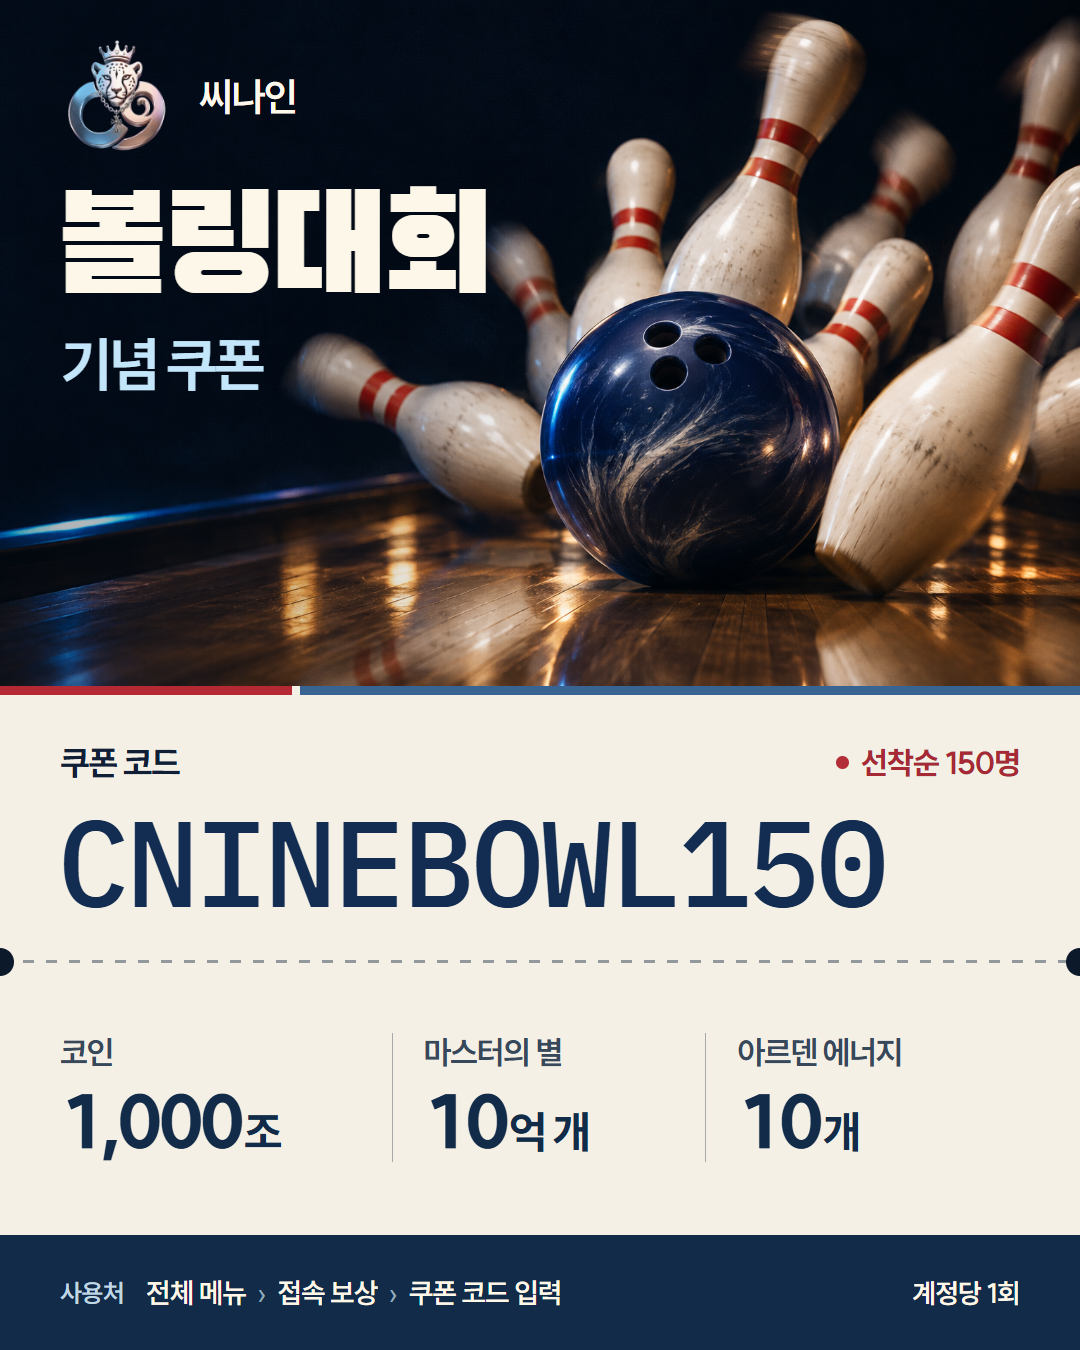 씨나인
볼링대회
기념 쿠폰
쿠폰 코드
• 선착순 150명
CNINEBOWL150
코인
1,000조
마스터의 별
10억 개
아르덴 에너지
10개
사용처 전체 메뉴 › 접속 보상 › 쿠폰 코드 입력
계정당 1회